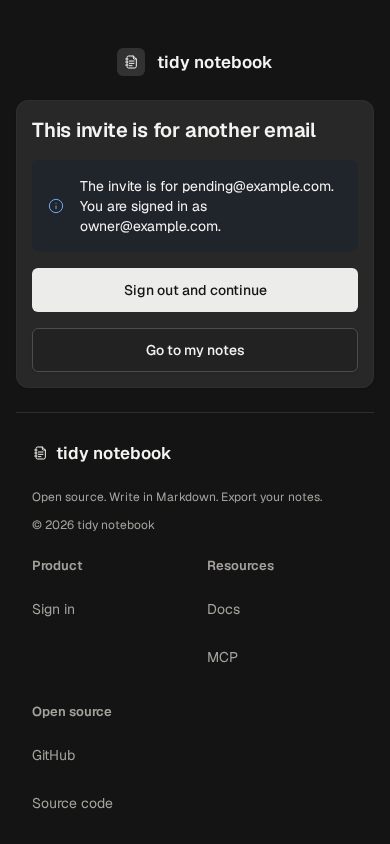 tidy notebook
This invite is for another email
The invite is for pending@example.com.
You are signed in as
owner@example.com.
Sign out and continue
Go to my notes
tidy notebook
Open source. Write in Markdown. Export your notes.
© 2026 tidy notebook
Product
Sign in
Resources
Docs
MCP
Open source
GitHub
Source code